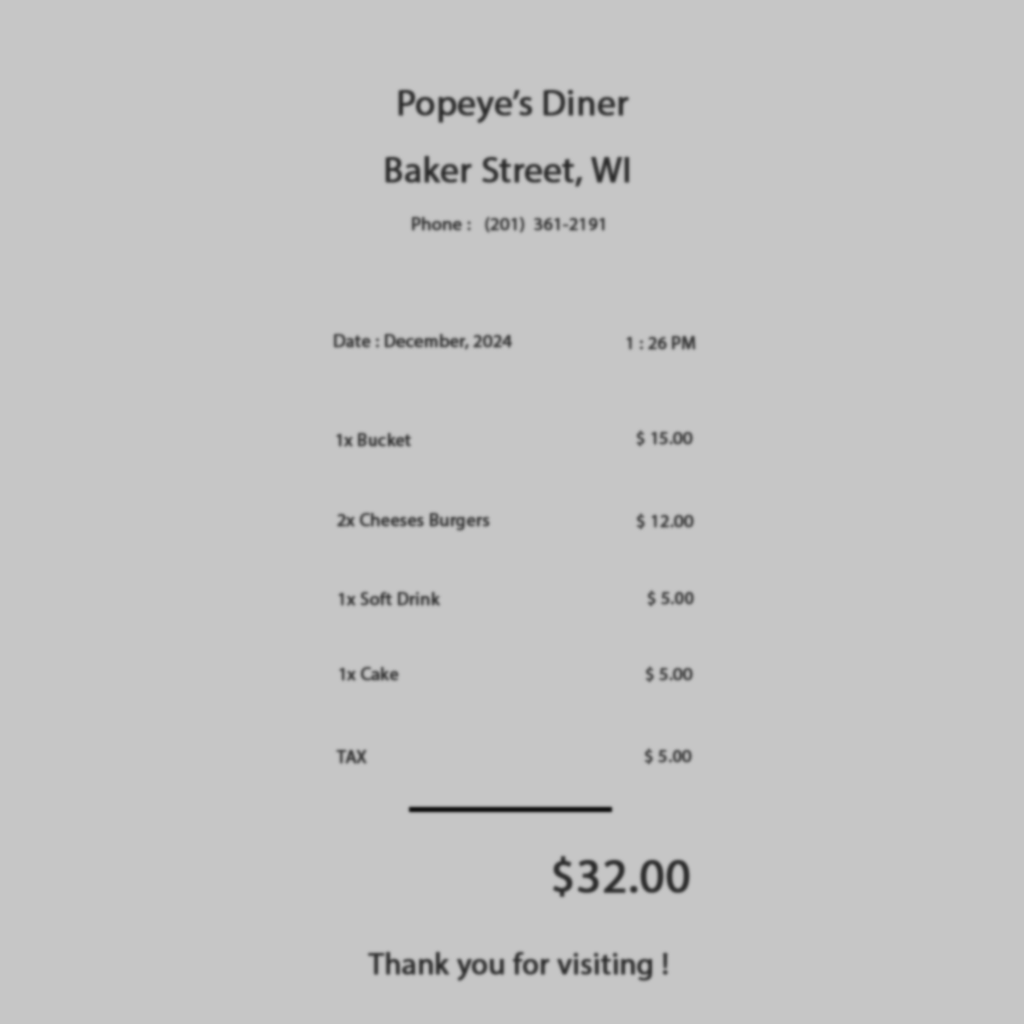 Popeye’s Diner
Baker Street, WI
Phone : (201) 361-2191
Date : December, 2024 1 : 26 PM
1x Bucket $ 15.00
2x Cheeses Burgers $ 12.00
1x Soft Drink $ 5.00
1x Cake $ 5.00
TAX $ 5.00
$32.00
Thank you for visiting !